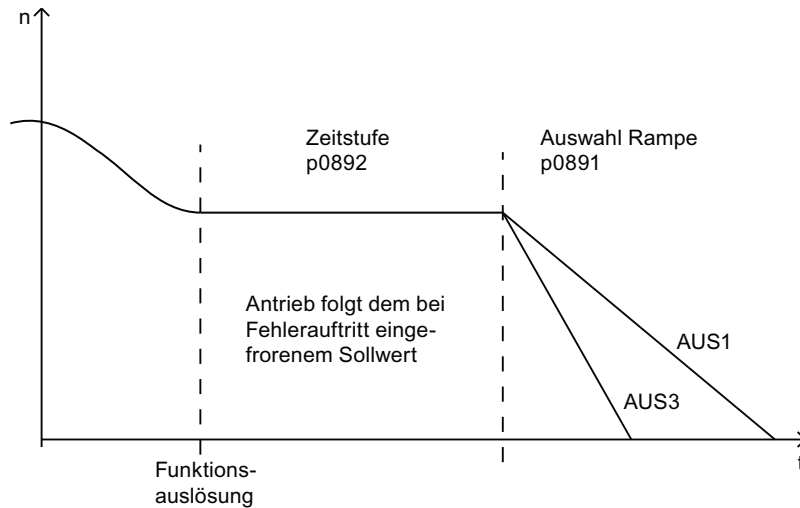 n
Zeitstufe
p0892
Auswahl Rampe
p0891
Antrieb folgt dem bei
Fehlerauftritt einge-
frorenem Sollwert
AUS1
AUS3
t
Funktions-
auslösung